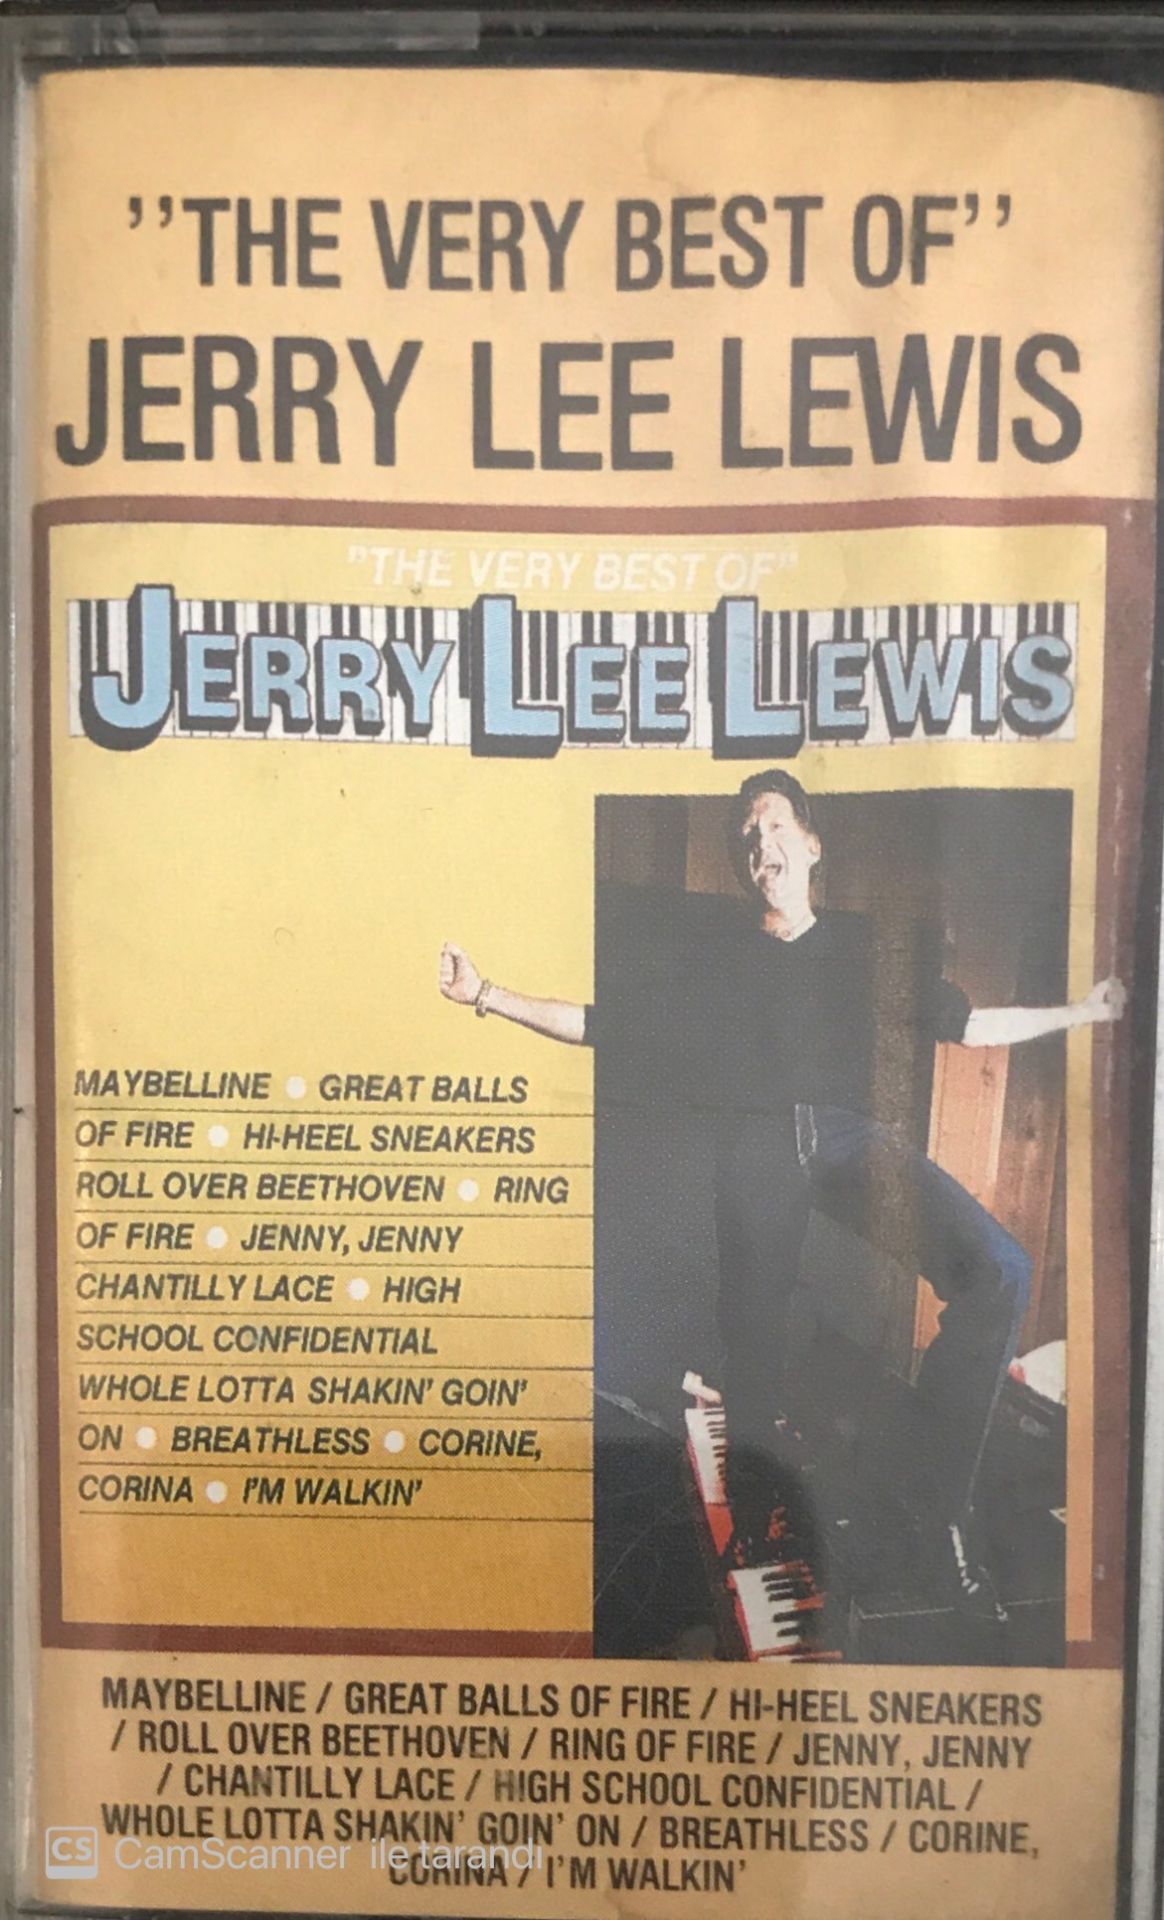 "THE VERY BEST OF"
JERRY LEE LEWIS
"THE VERY BEST OF"
JERRY LEE LEWIS
MAYBELLINE ● GREAT BALLS
OF FIRE ● HI-HEEL SNEAKERS
ROLL OVER BEETHOVEN ● RING
OF FIRE ● JENNY, JENNY
CHANTILLY LACE ● HIGH
SCHOOL CONFIDENTIAL
WHOLE LOTTA SHAKIN' GOIN'
ON ● BREATHLESS ● CORINE,
CORINA ● I'M WALKIN'
MAYBELLINE / GREAT BALLS OF FIRE / HI-HEEL SNEAKERS
/ ROLL OVER BEETHOVEN / RING OF FIRE / JENNY, JENNY
/ CHANTILLY LACE / HIGH SCHOOL CONFIDENTIAL /
WHOLE LOTTA SHAKIN' GOIN' ON / BREATHLESS / CORINE,
CORINA / I'M WALKIN'
CS CamScanner ile tarandı